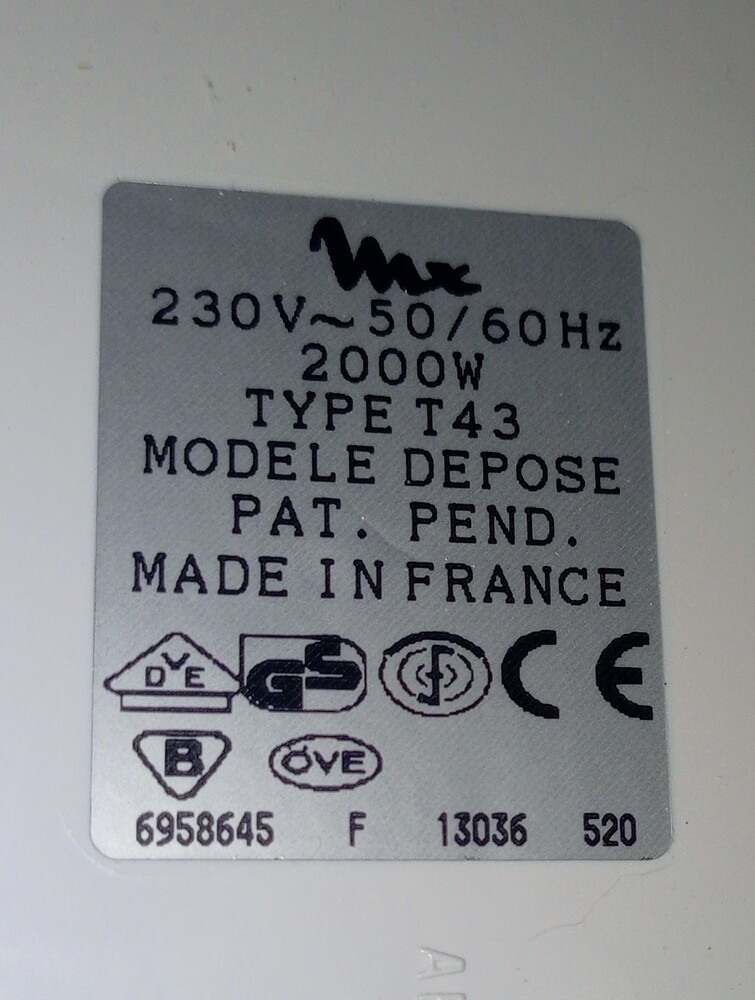 Mx
230V~50/60Hz
2000W
TYPE T43
MODELE DEPOSE
PAT. PEND.
MADE IN FRANCE
DVE GS CE
B ÖVE
6958645 F 13036 520